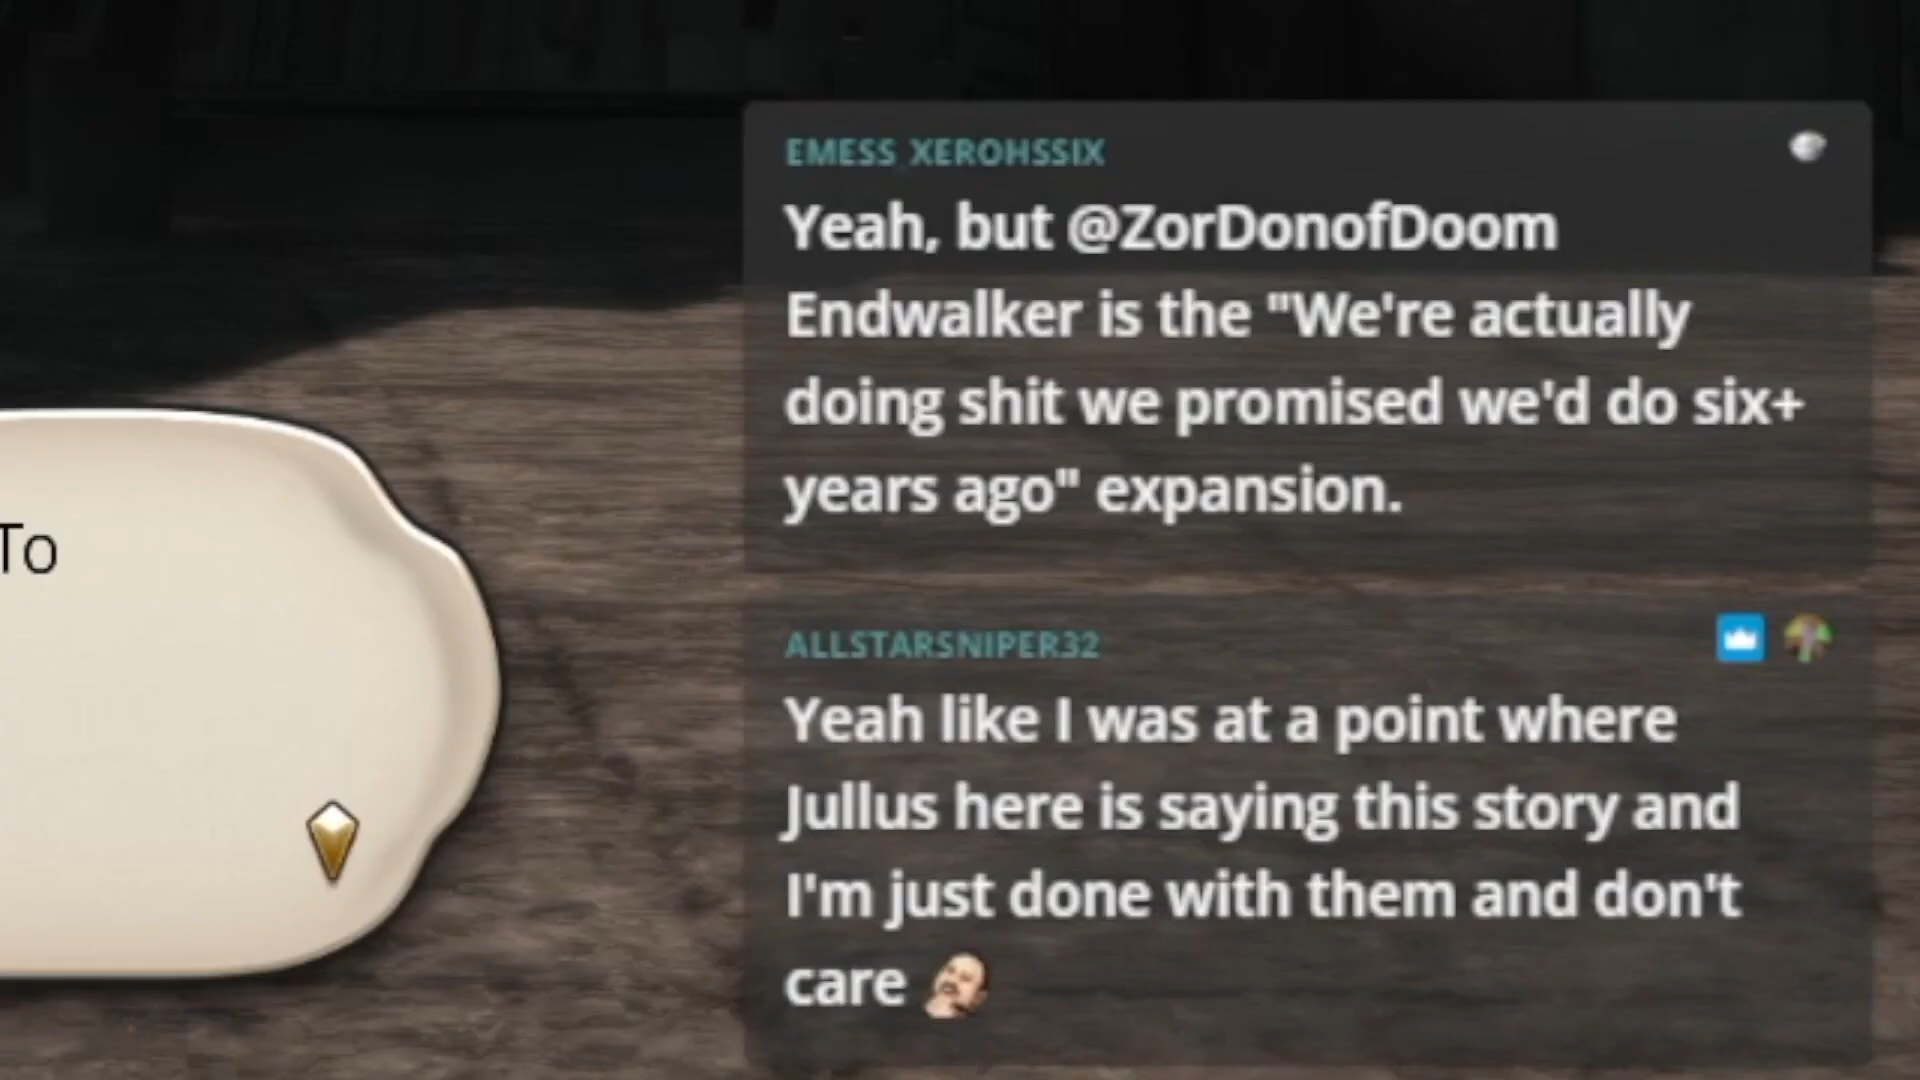 To
EMESS_XEROHSSIX
Yeah, but @ZorDonofDoom
Endwalker is the "We're actually
doing shit we promised we'd do six+
years ago" expansion.
ALLSTARSNIPER32
Yeah like I was at a point where
Jullus here is saying this story and
I'm just done with them and don't
care